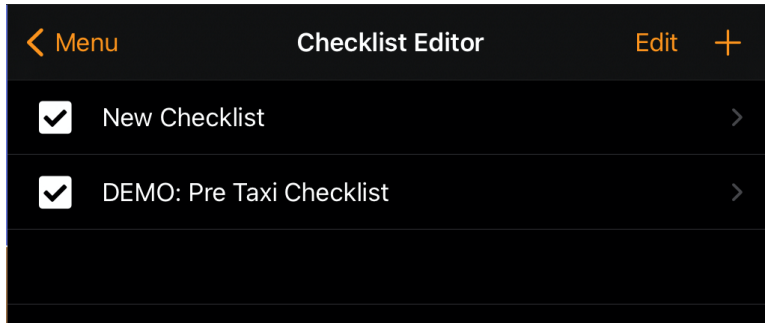 Menu Checklist Editor Edit +
New Checklist
DEMO: Pre Taxi Checklist